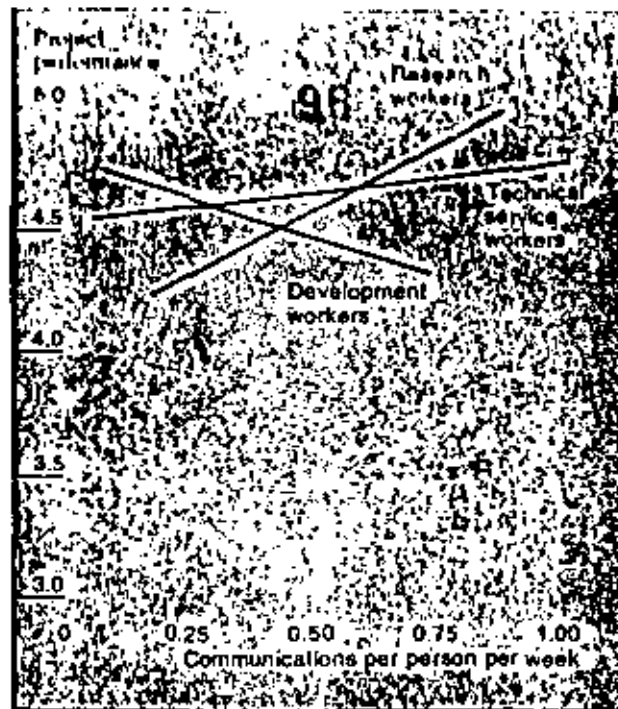 Project
performance
5.0
Research
workers
Technical
service
workers
4.5
Development
workers
4.0
3.5
3.0
0 0.25 0.50 0.75 1.00
Communications per person per week